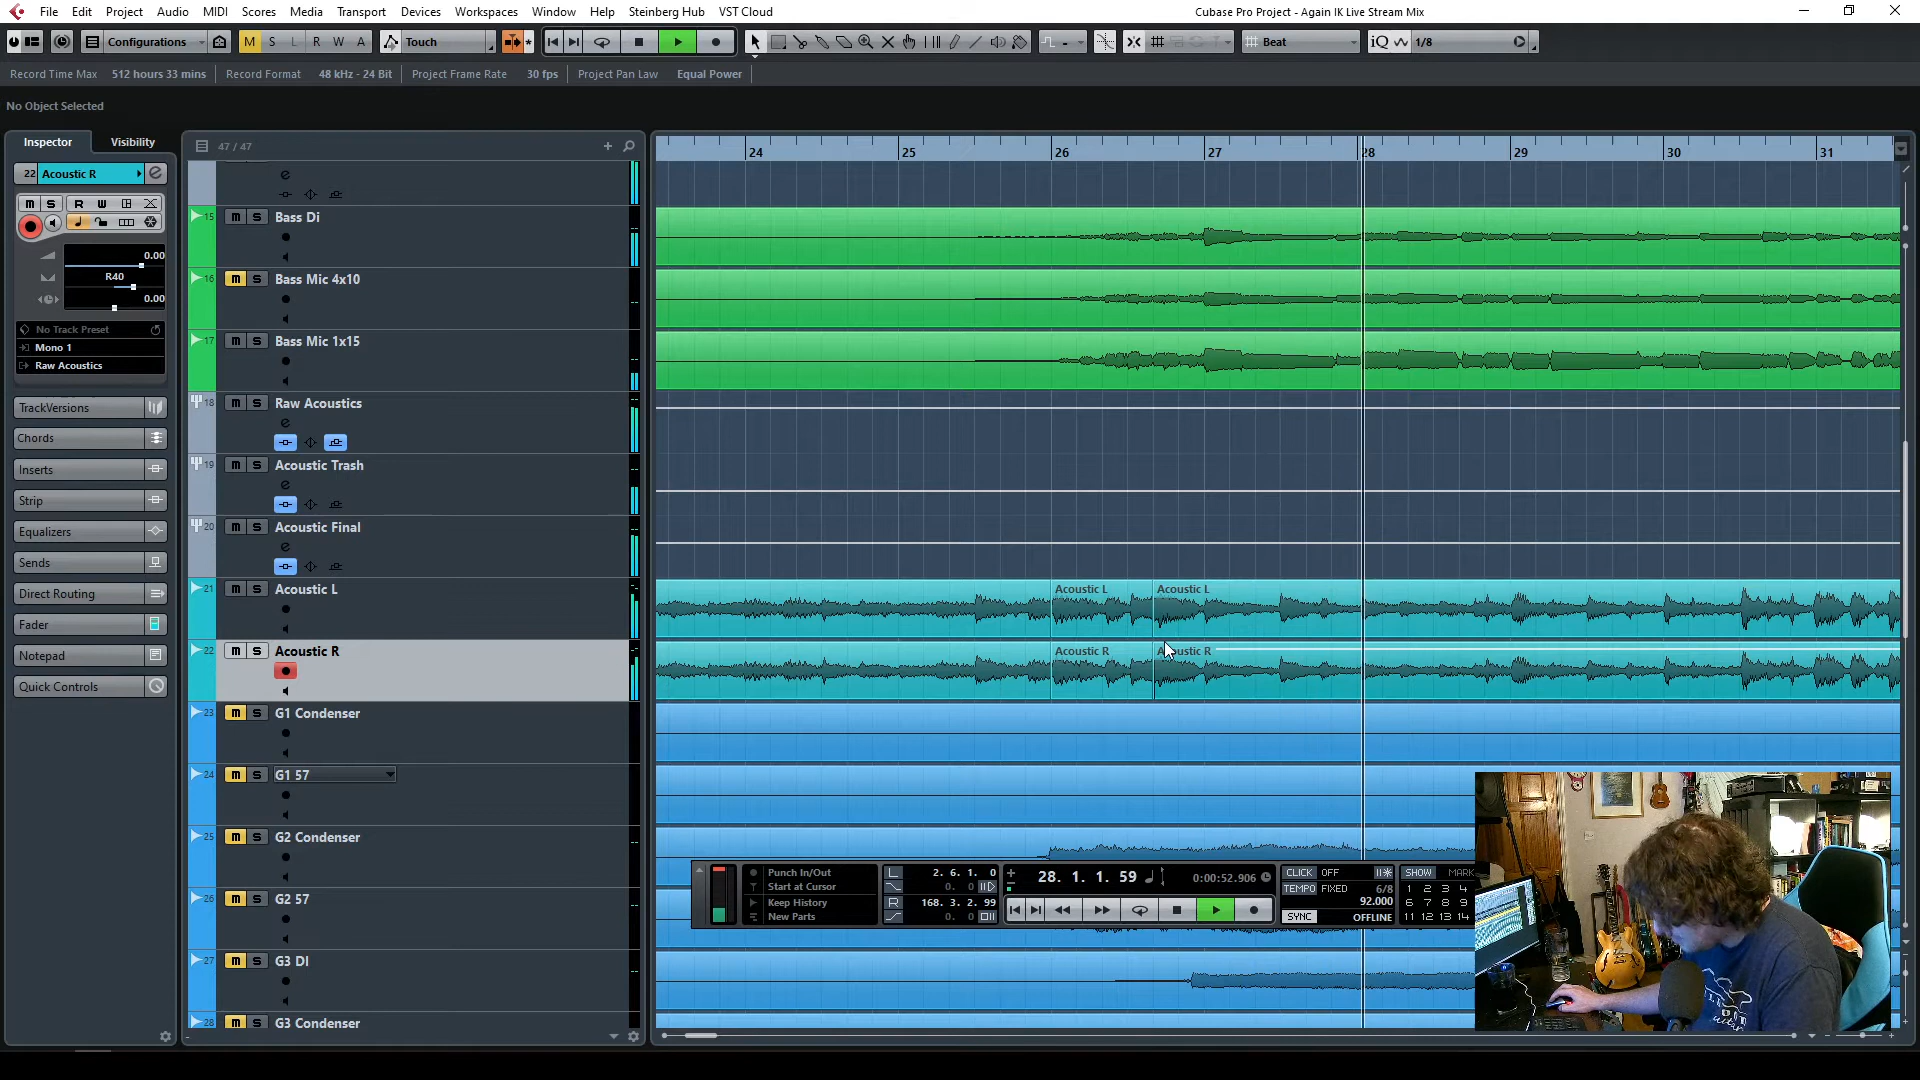 File Edit Project Audio MIDI Scores Media Transport Devices Workspaces Window Help Steinberg Hub VST Cloud Cubase Pro Project - Again IK Live Stream Mix
Configurations M S L R W A Touch Beat iQ 1/8
Record Time Max 512 hours 33 mins Record Format 48 kHz - 24 Bit Project Frame Rate 30 fps Project Pan Law Equal Power
No Object Selected
Inspector Visibility 47 / 47
24 25 26 27 28 29 30 31
22 Acoustic R
M S R W
0.00
R40
0.00
No Track Preset
Mono 1
Raw Acoustics
TrackVersions
Chords
Inserts
Strip
Equalizers
Sends
Direct Routing
Fader
Notepad
Quick Controls
15 m S Bass Di
16 m S Bass Mic 4x10
17 m S Bass Mic 1x15
18 m S Raw Acoustics
19 m S Acoustic Trash
20 m S Acoustic Final
21 m S Acoustic L
Acoustic L Acoustic L
22 m S Acoustic R
Acoustic R Acoustic R
23 m S G1 Condenser
24 m S G1 57
25 m S G2 Condenser
26 m S G2 57
27 m S G3 DI
28 m S G3 Condenser
Punch In/Out
Start at Cursor
Keep History
New Parts
L 2. 6. 1. 0
0. 0
R 168. 3. 2. 99
0. 0
28. 1. 1. 59
0:00:52.906
CLICK OFF
TEMPO FIXED 6/8
92.000
SYNC OFFLINE
SHOW MARK
1 2 3 4
6 7 8 9
11 12 13 14